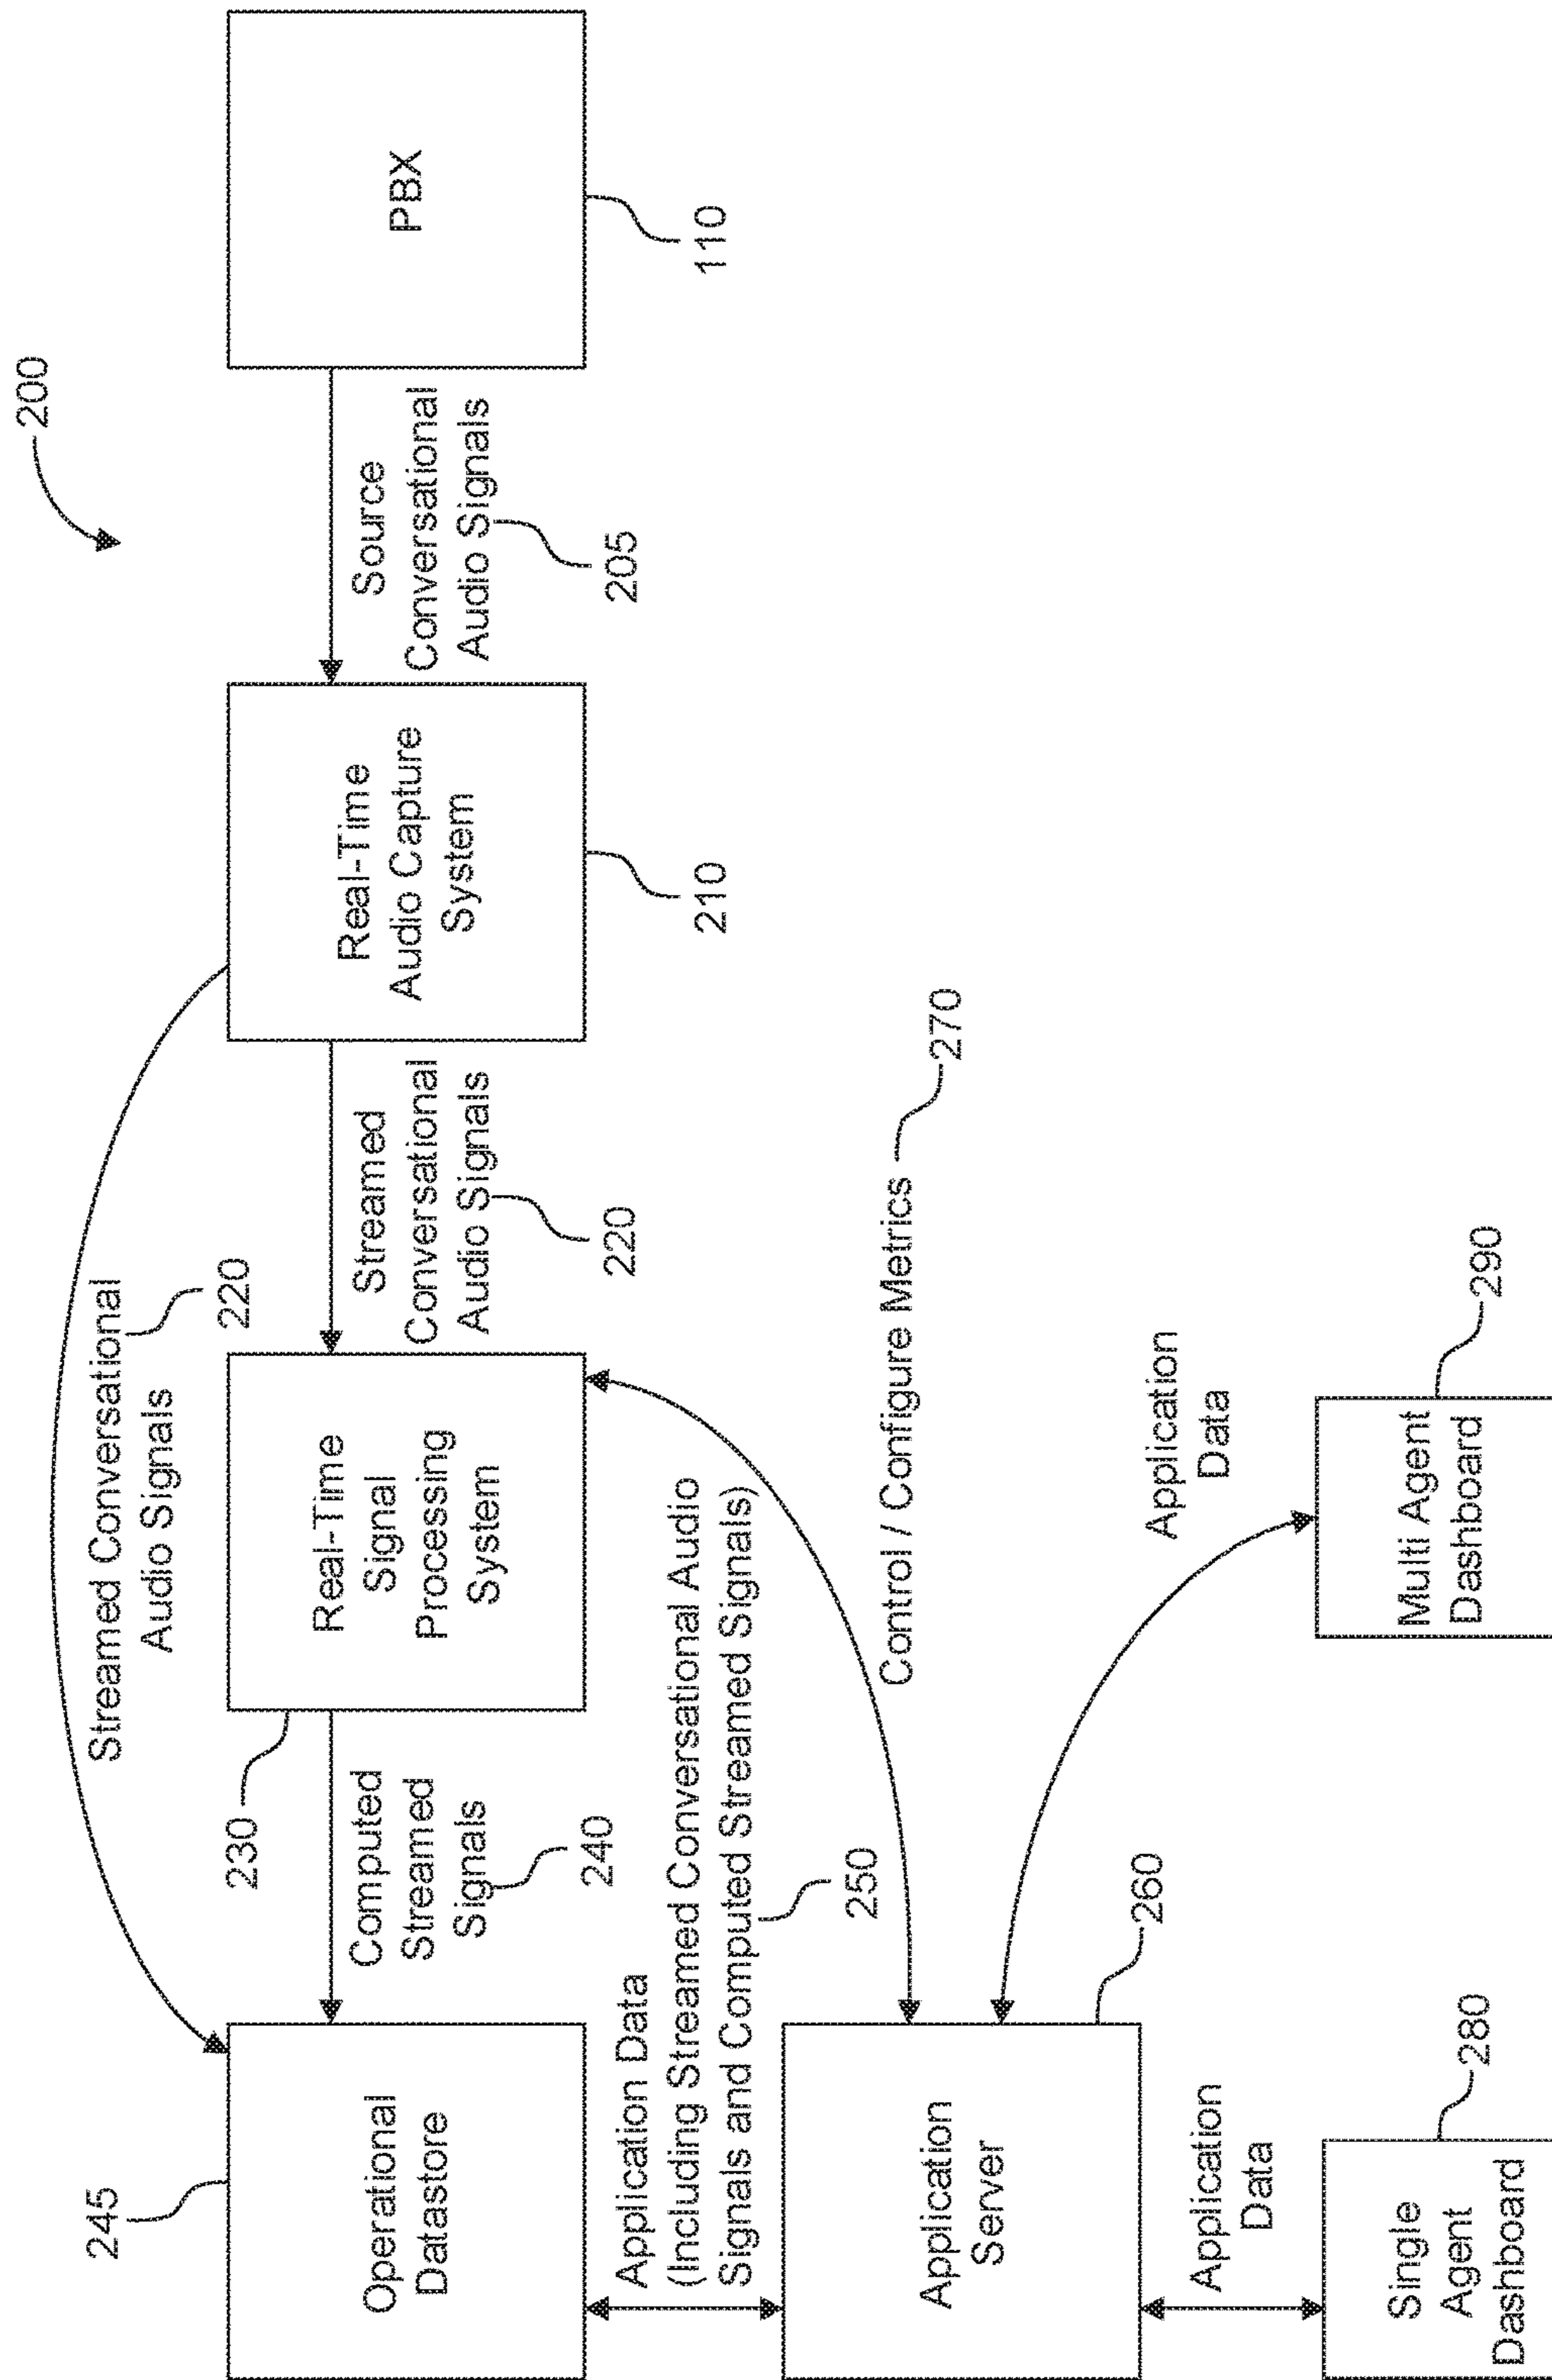 200
PBX
110
Source
Conversational
Audio Signals
205
Real-Time
Audio Capture
System
210
Streamed
Conversational
Audio Signals
220
Streamed Conversational
Audio Signals
220
Real-Time
Signal
Processing
System
230
Computed
Streamed
Signals
240
Operational
Datastore
245
Application Data
(Including Streamed Conversational Audio
Signals and Computed Streamed Signals)
250
Control / Configure Metrics
270
Application
Server
260
Application
Data
Single
Agent
Dashboard
280
Application
Data
Multi Agent
Dashboard
290